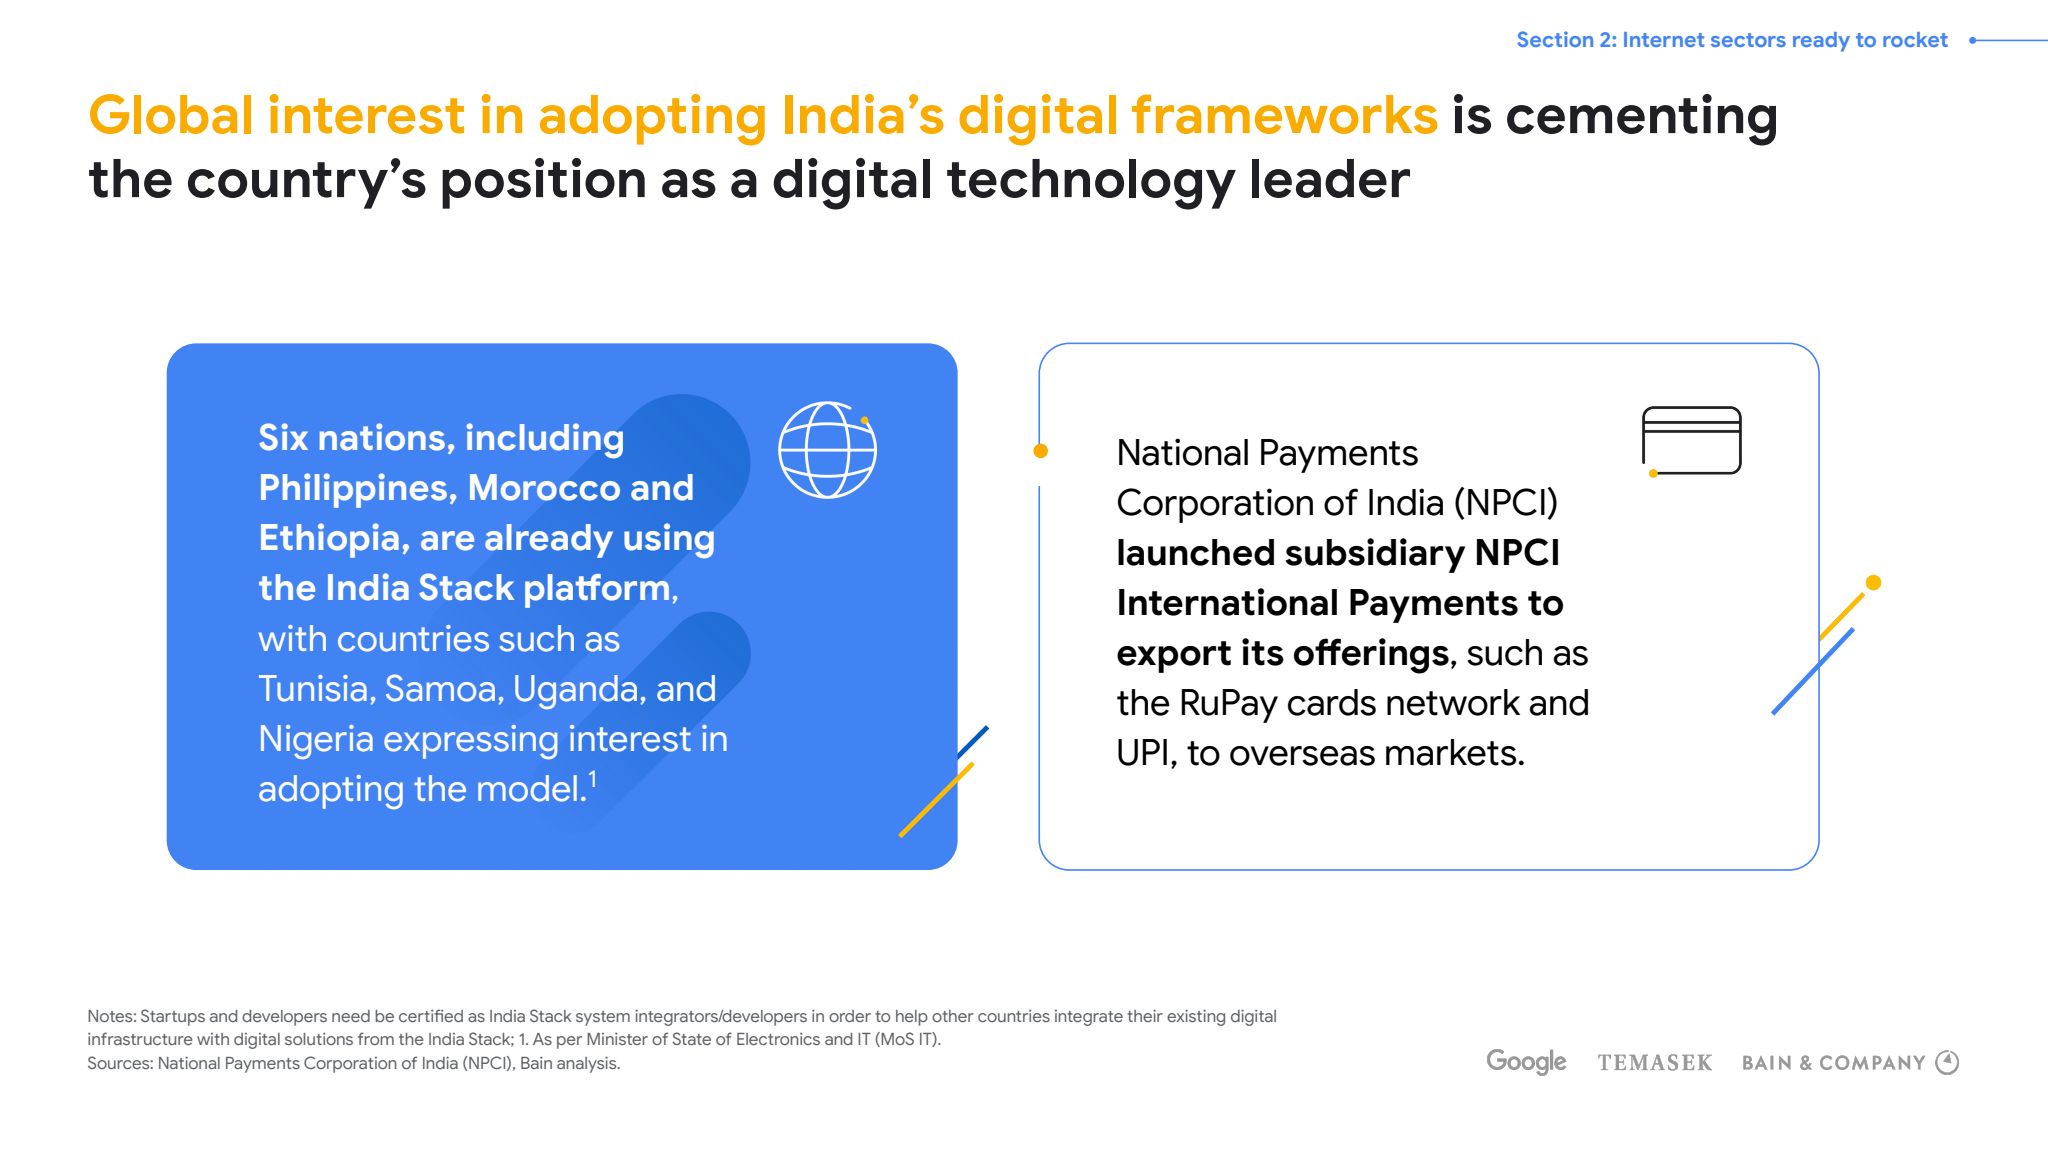 Section 2: Internet sectors ready to rocket
Global interest in adopting India’s digital frameworks is cementing
the country’s position as a digital technology leader
Six nations, including
Philippines, Morocco and
Ethiopia, are already using
the India Stack platform,
with countries such as
Tunisia, Samoa, Uganda, and
Nigeria expressing interest in
adopting the model.1
National Payments
Corporation of India (NPCI)
launched subsidiary NPCI
International Payments to
export its offerings, such as
the RuPay cards network and
UPI, to overseas markets.
Notes: Startups and developers need be certified as India Stack system integrators/developers in order to help other countries integrate their existing digital
infrastructure with digital solutions from the India Stack; 1. As per Minister of State of Electronics and IT (MoS IT).
Sources: National Payments Corporation of India (NPCI), Bain analysis.
Google TEMASEK BAIN & COMPANY